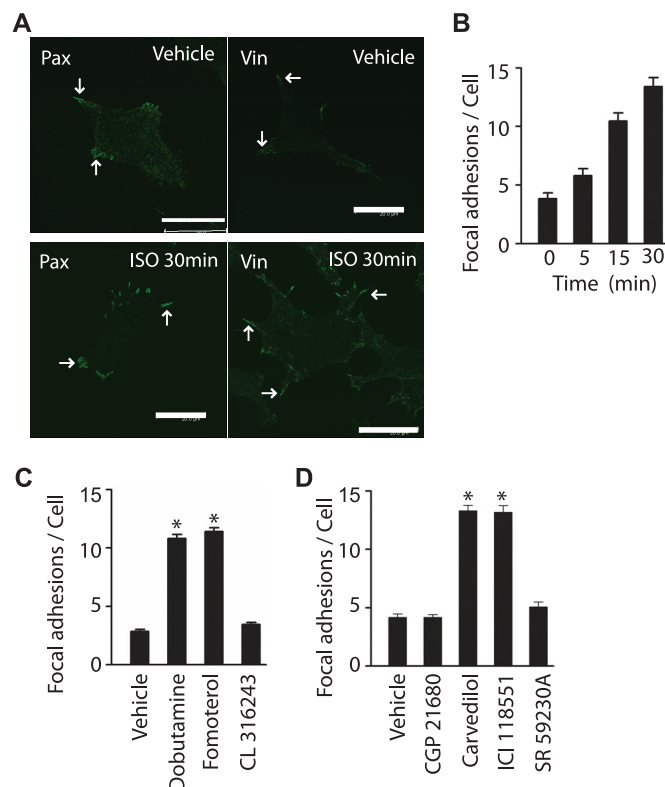 A
Pax
Vehicle
Vin
Vehicle
Pax
ISO 30min
Vin
ISO 30min
B
Focal adhesions / Cell
15
10
5
0
0 5 15 30
Time (min)
C
Focal adhesions / Cell
15
10
5
0
*
*
Vehicle
Dobutamine
Fomoterol
CL 316243
D
Focal adhesions / Cell
15
10
5
0
*
*
Vehicle
CGP 21680
Carvedilol
ICI 118551
SR 59230A